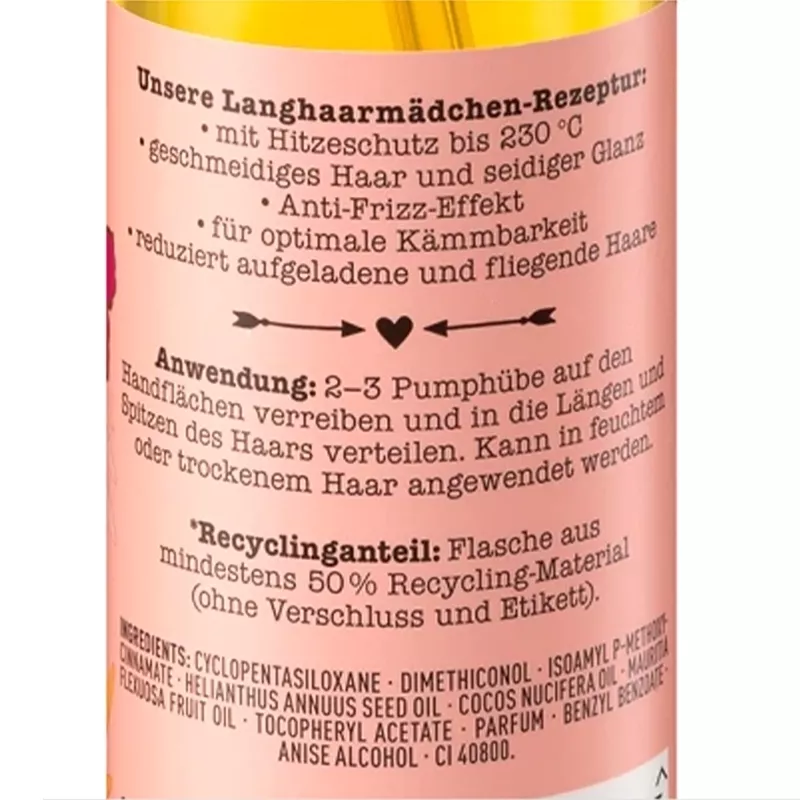 Unsere Langhaarmädchen-Rezeptur:
• mit Hitzeschutz bis 230 °C
• geschmeidiges Haar und seidiger Glanz
• Anti-Frizz-Effekt
• für optimale Kämmbarkeit
• reduziert aufgeladene und fliegende Haare
Anwendung: 2–3 Pumphübe auf den
Handflächen verreiben und in die Längen und
Spitzen des Haars verteilen. Kann in feuchtem
oder trockenem Haar angewendet werden.
*Recyclinganteil: Flasche aus
mindestens 50 % Recycling-Material
(ohne Verschluss und Etikett).
INGREDIENTS: CYCLOPENTASILOXANE · DIMETHICONOL · ISOAMYL P-METHOXY-
CINNAMATE · HELIANTHUS ANNUUS SEED OIL · COCOS NUCIFERA OIL · MAURITIA
FLEXUOSA FRUIT OIL · TOCOPHERYL ACETATE · PARFUM · BENZYL BENZOATE ·
ANISE ALCOHOL · CI 40800.